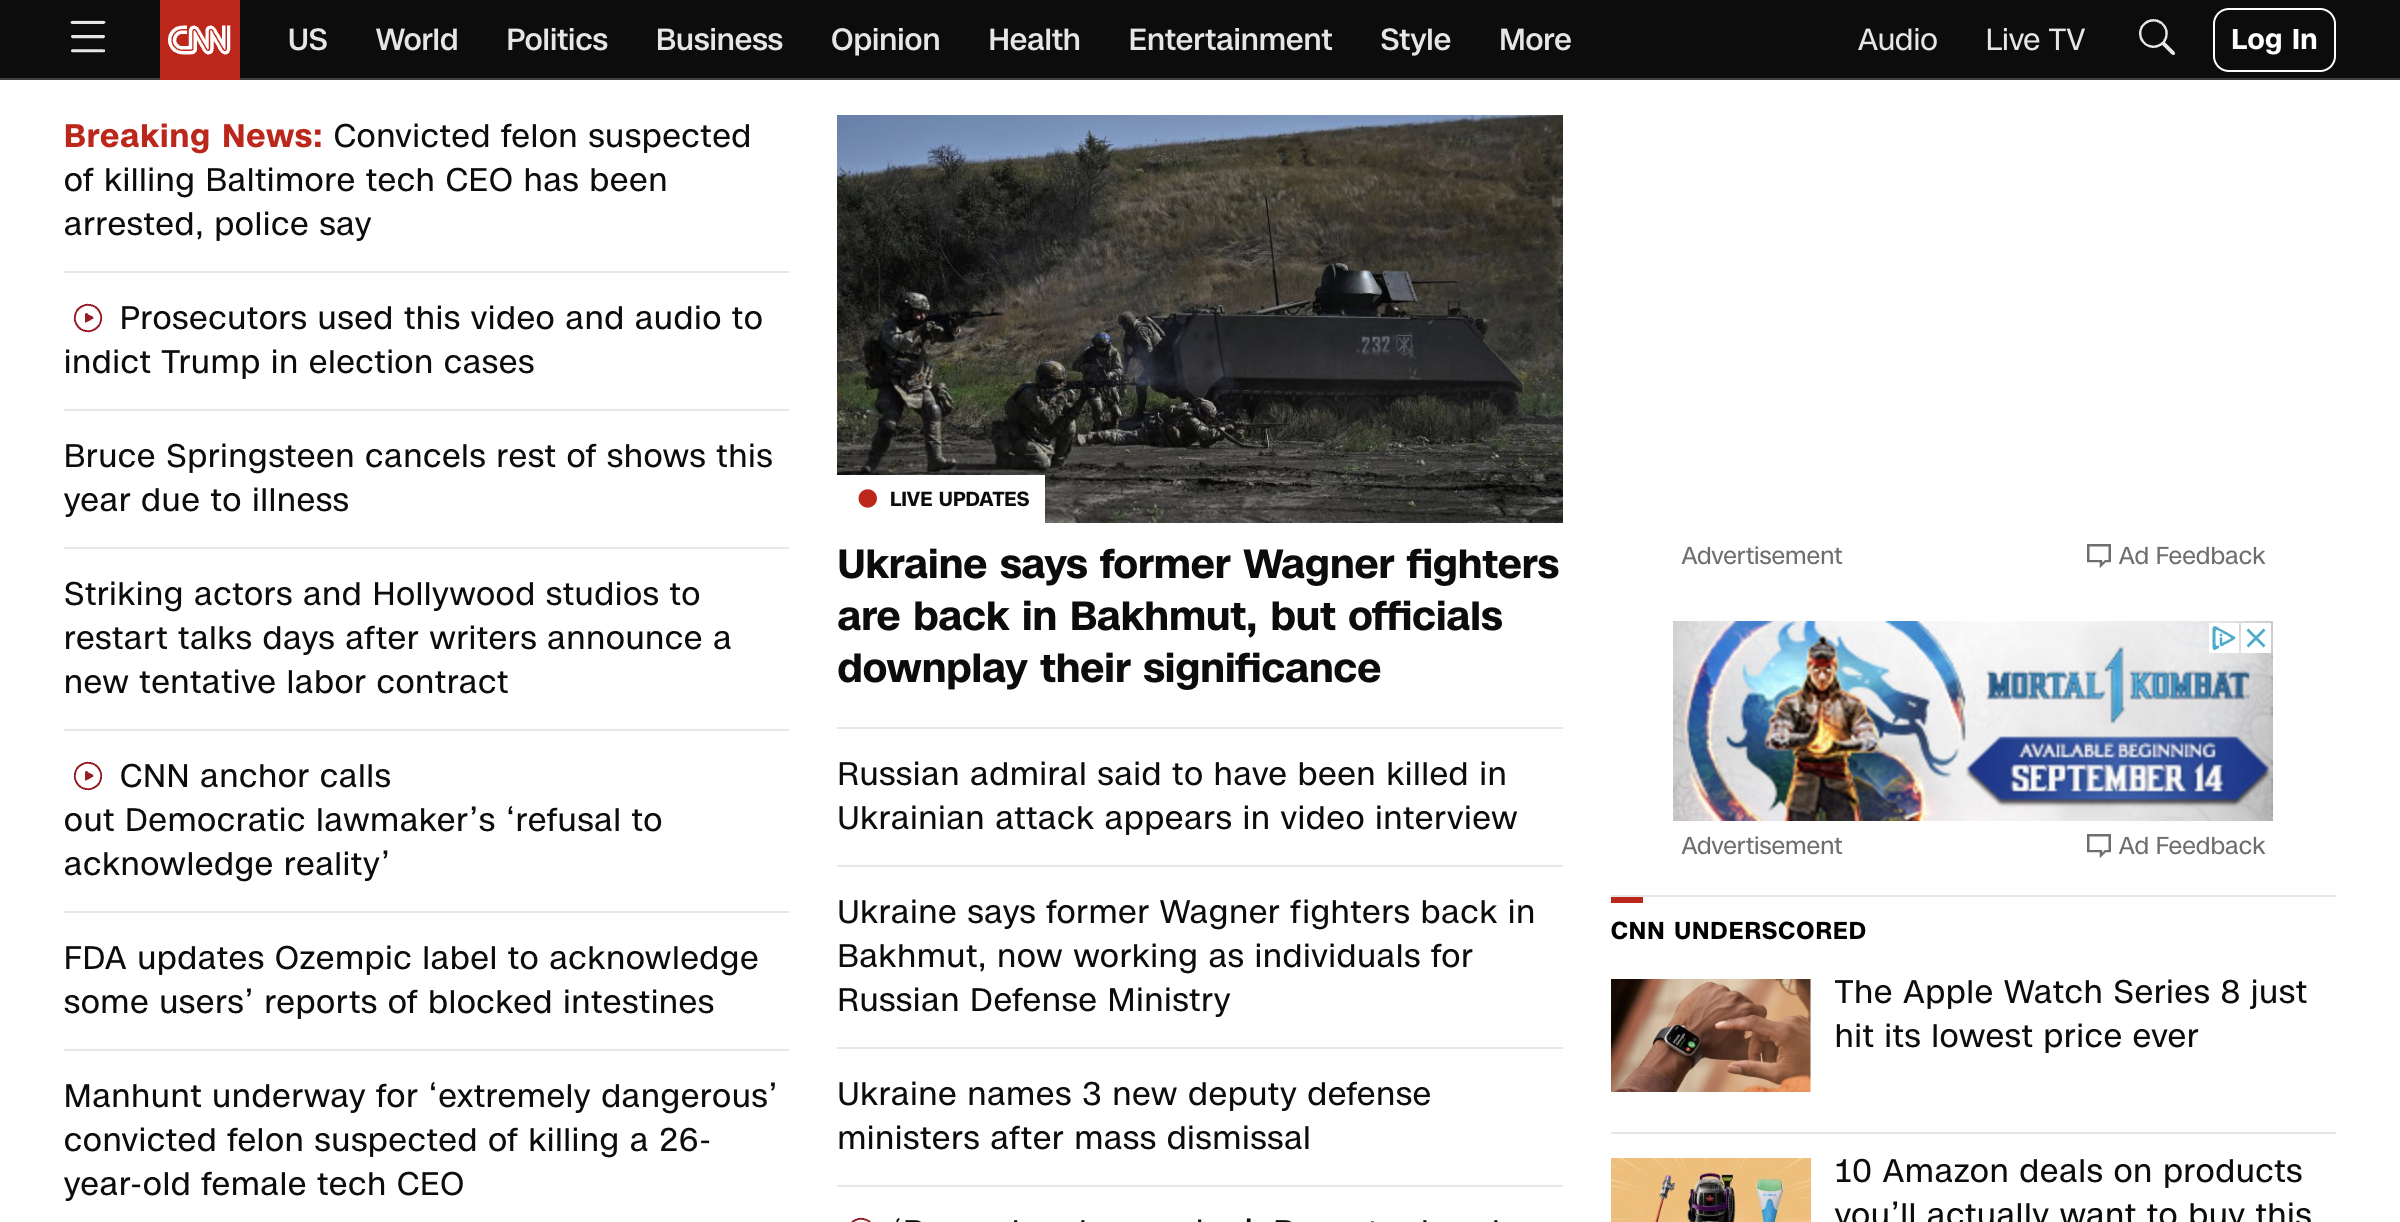 CNN
US World Politics Business Opinion Health Entertainment Style More
Audio Live TV Log In
Breaking News: Convicted felon suspected
of killing Baltimore tech CEO has been
arrested, police say
Prosecutors used this video and audio to
indict Trump in election cases
Bruce Springsteen cancels rest of shows this
year due to illness
Striking actors and Hollywood studios to
restart talks days after writers announce a
new tentative labor contract
CNN anchor calls
out Democratic lawmaker’s ‘refusal to
acknowledge reality’
FDA updates Ozempic label to acknowledge
some users’ reports of blocked intestines
Manhunt underway for ‘extremely dangerous’
convicted felon suspected of killing a 26-
year-old female tech CEO
232
LIVE UPDATES
Ukraine says former Wagner fighters
are back in Bakhmut, but officials
downplay their significance
Russian admiral said to have been killed in
Ukrainian attack appears in video interview
Ukraine says former Wagner fighters back in
Bakhmut, now working as individuals for
Russian Defense Ministry
Ukraine names 3 new deputy defense
ministers after mass dismissal
Advertisement Ad Feedback
MORTAL 1 KOMBAT
AVAILABLE BEGINNING
SEPTEMBER 14
Advertisement Ad Feedback
CNN UNDERSCORED
The Apple Watch Series 8 just
hit its lowest price ever
10 Amazon deals on products
you’ll actually want to buy this